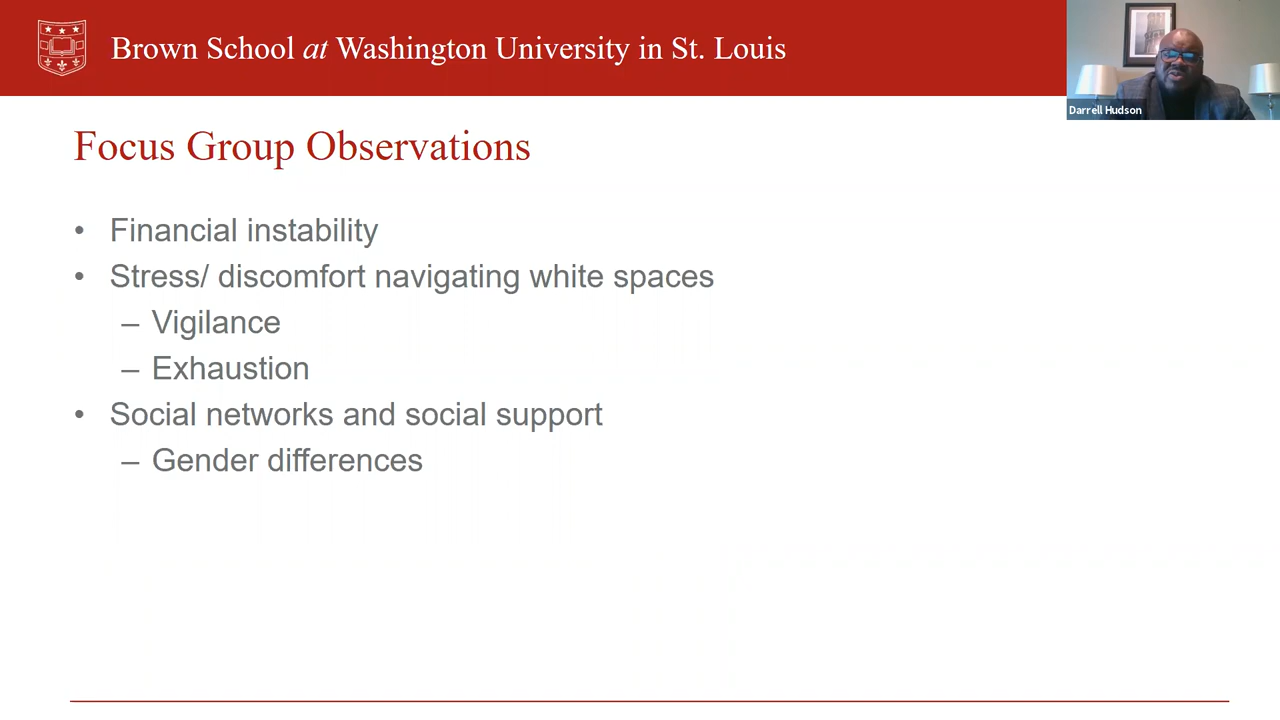 Brown School at Washington University in St. Louis
Darrell Hudson
Focus Group Observations
• Financial instability
• Stress/ discomfort navigating white spaces
– Vigilance
– Exhaustion
• Social networks and social support
– Gender differences